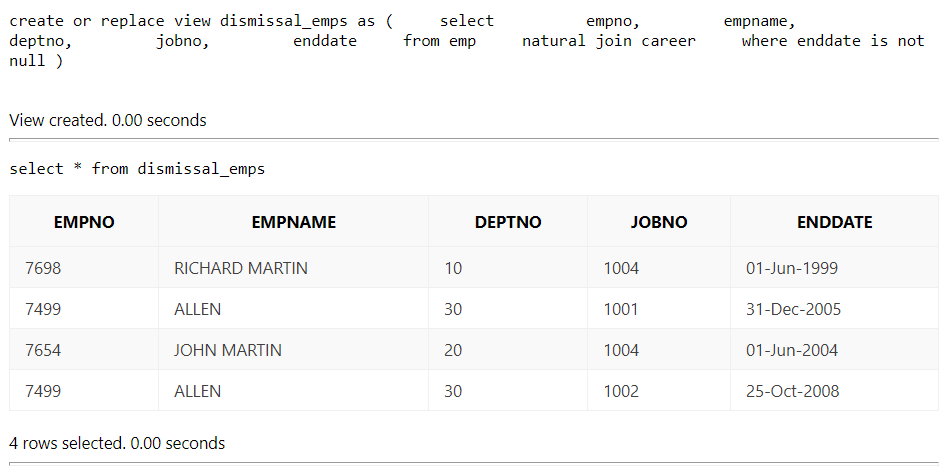 create or replace view dismissal_emps as (     select          empno,         empname,
deptno,         jobno,         enddate     from emp     natural join career     where enddate is not
null )
View created. 0.00 seconds
select * from dismissal_emps
EMPNO EMPNAME DEPTNO JOBNO ENDDATE
7698 RICHARD MARTIN 10 1004 01-Jun-1999
7499 ALLEN 30 1001 31-Dec-2005
7654 JOHN MARTIN 20 1004 01-Jun-2004
7499 ALLEN 30 1002 25-Oct-2008
4 rows selected. 0.00 seconds